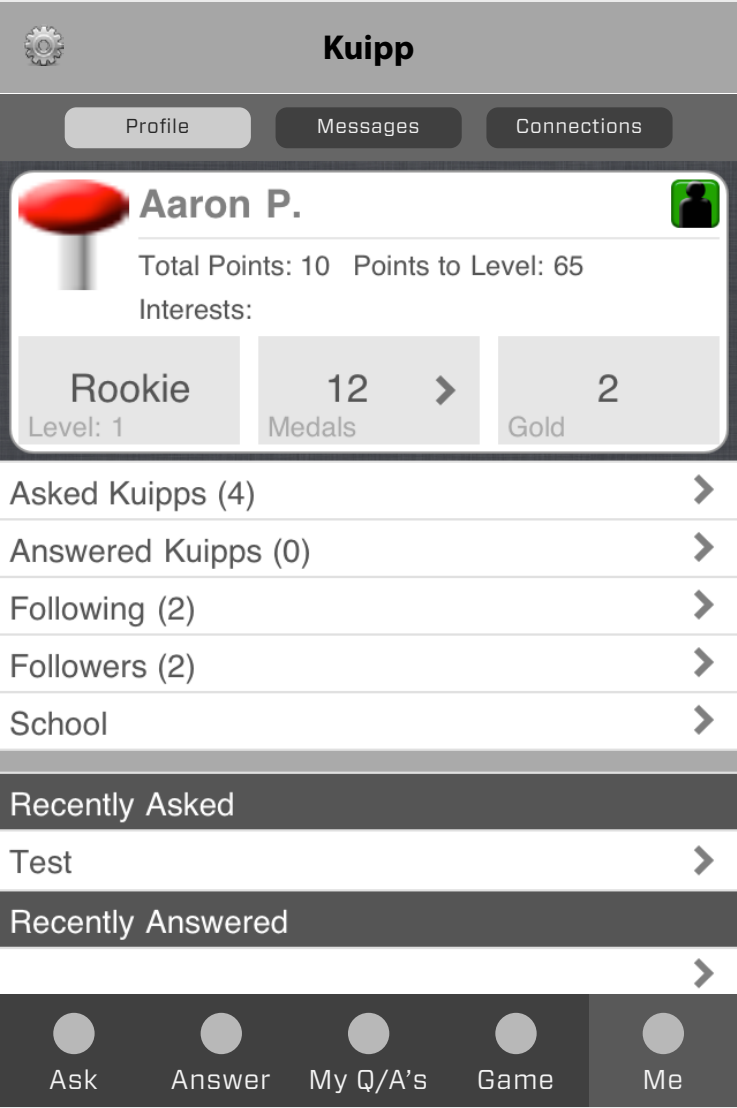 Kuipp
Profile Messages Connections
Aaron P.
Total Points: 10 Points to Level: 65
Interests:
Rookie 12 2
Level: 1 Medals Gold
Asked Kuipps (4)
Answered Kuipps (0)
Following (2)
Followers (2)
School
Recently Asked
Test
Recently Answered
Ask Answer My Q/A’s Game Me